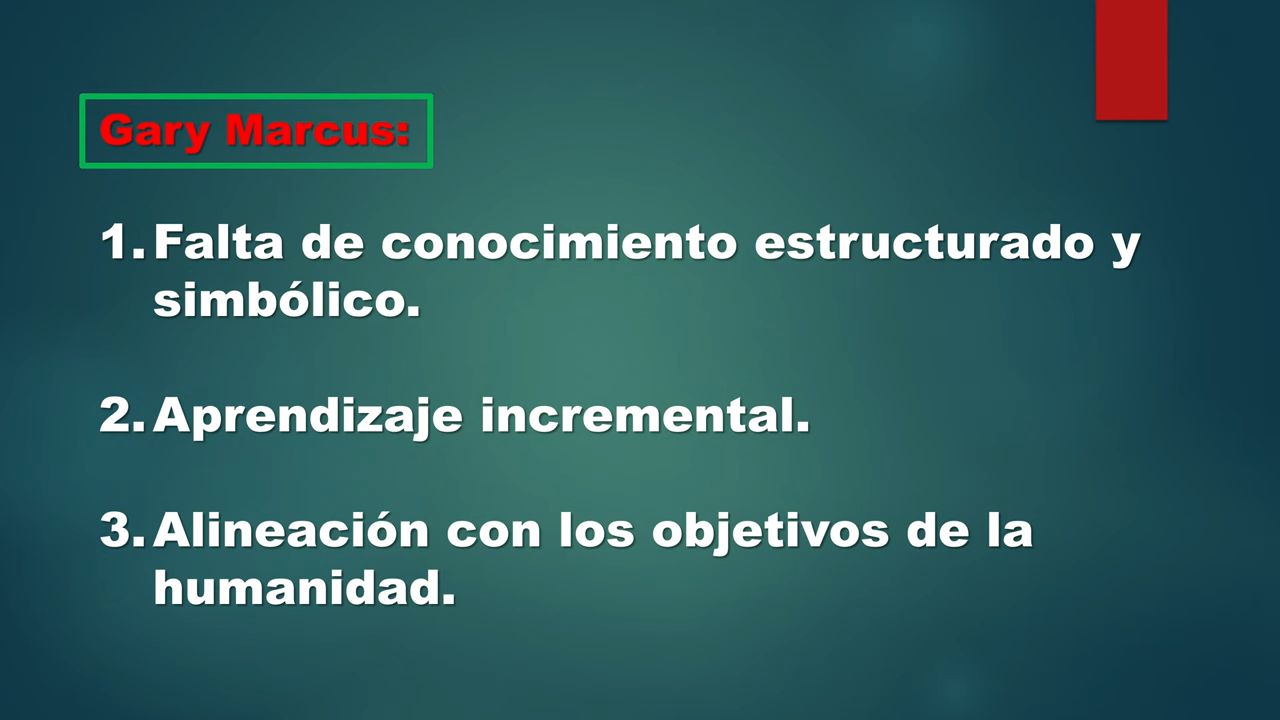 Gary Marcus:
1. Falta de conocimiento estructurado y
simbólico.
2. Aprendizaje incremental.
3. Alineación con los objetivos de la
humanidad.